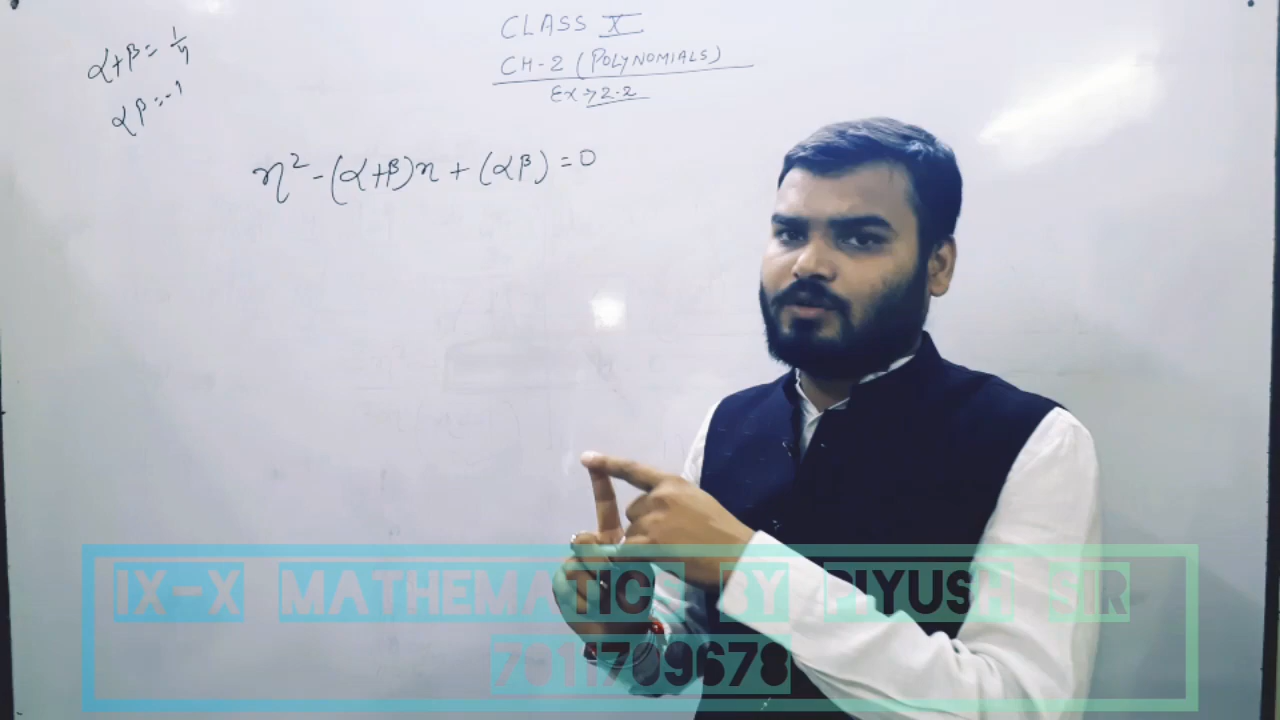 α+β = 1/4
αβ = -1
CLASS X
CH-2 (POLYNOMIALS)
Ex → 2.2
x² - (α+β)x + (αβ) = 0
IX-X MATHEMATICS BY PIYUSH SIR
7011709678